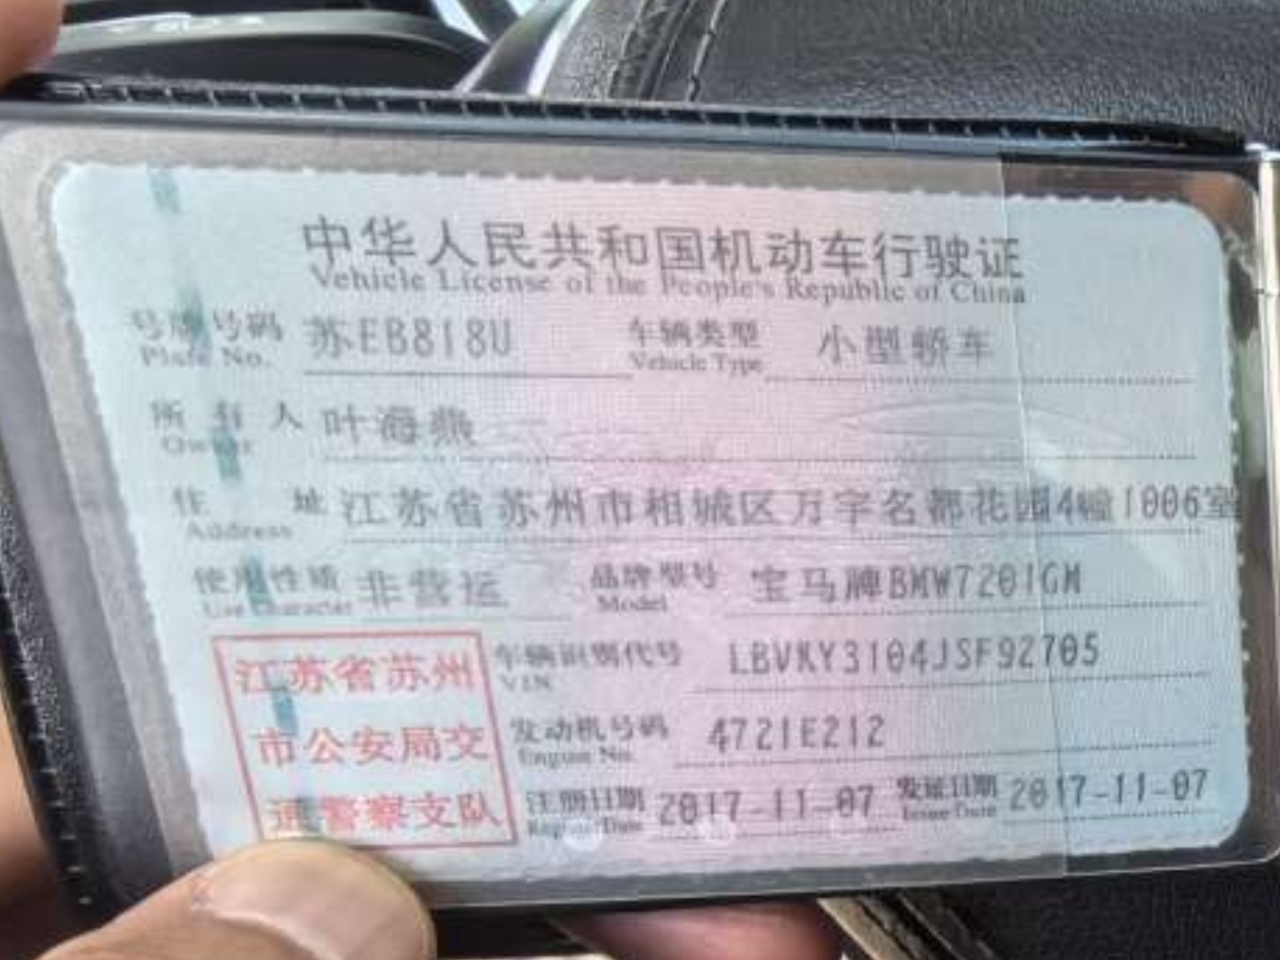 中华人民共和国机动车行驶证
Vehicle License of the People's Republic of China
号牌号码 苏EB818U 车辆类型 小型轿车
Plate No. Vehicle Type
所有人 叶海燕
Owner
住址 江苏省苏州市相城区万宇名都花园4幢1006室
Address
使用性质 非营运 品牌型号 宝马牌BMW7201GM
Use Character Model
江苏省苏州
市公安局交
通警察支队
车辆识别代号 LBVKY3104JSF92705
VIN
发动机号码 4721E212
Engine No.
注册日期 2017-11-07 发证日期 2017-11-07
Register Date Issue Date